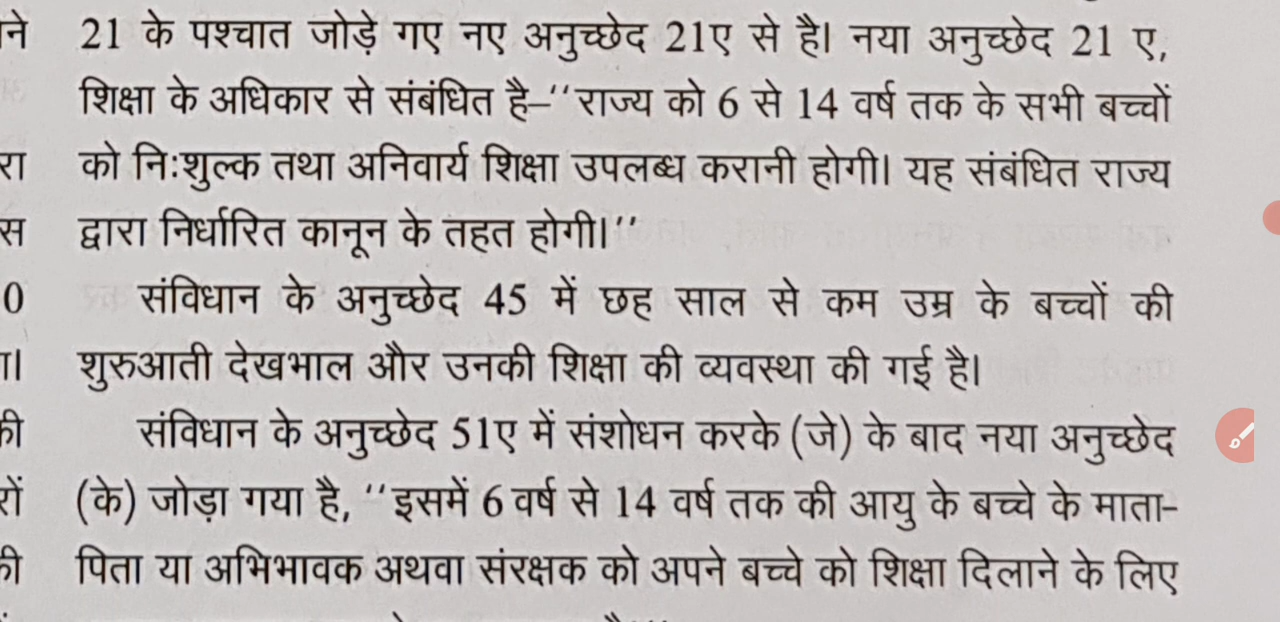 ने 21 के पश्चात जोड़े गए नए अनुच्छेद 21ए से है। नया अनुच्छेद 21 ए,
शिक्षा के अधिकार से संबंधित है–‘‘राज्य को 6 से 14 वर्ष तक के सभी बच्चों
रा को नि:शुल्क तथा अनिवार्य शिक्षा उपलब्ध करानी होगी। यह संबंधित राज्य
स द्वारा निर्धारित कानून के तहत होगी।’’
0 संविधान के अनुच्छेद 45 में छह साल से कम उम्र के बच्चों की
ा। शुरुआती देखभाल और उनकी शिक्षा की व्यवस्था की गई है।
की संविधान के अनुच्छेद 51ए में संशोधन करके (जे) के बाद नया अनुच्छेद
रों (के) जोड़ा गया है, ‘‘इसमें 6 वर्ष से 14 वर्ष तक की आयु के बच्चे के माता-
की पिता या अभिभावक अथवा संरक्षक को अपने बच्चे को शिक्षा दिलाने के लिए